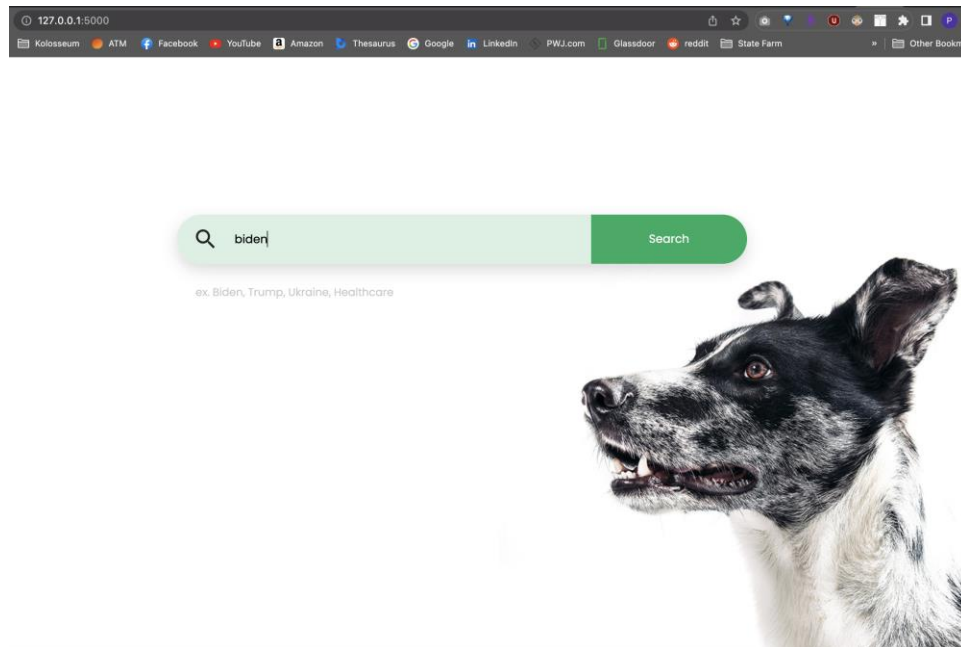 127.0.0.1:5000
Kolosseum ATM Facebook YouTube Amazon Thesaurus Google LinkedIn PWJ.com Glassdoor reddit State Farm » Other Bookm
biden Search
ex. Biden, Trump, Ukraine, Healthcare